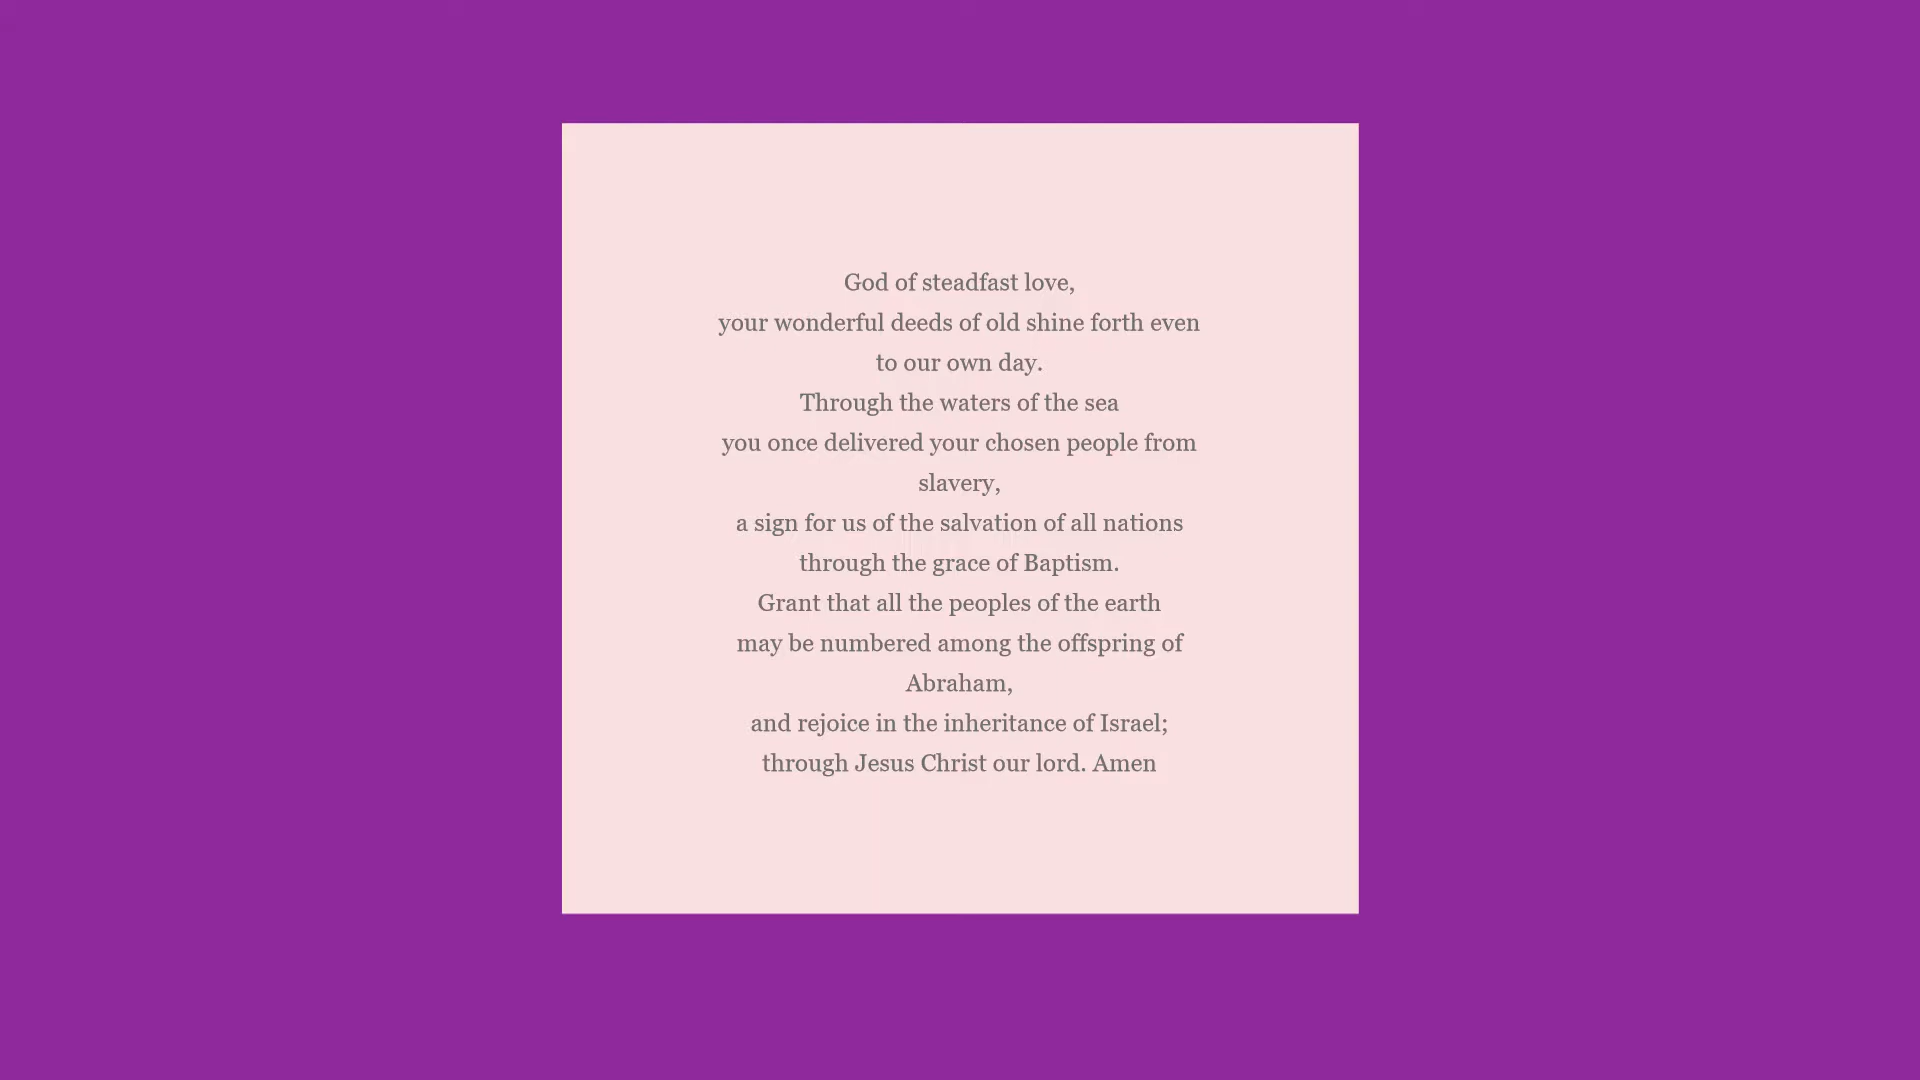 God of steadfast love,
your wonderful deeds of old shine forth even
to our own day.
Through the waters of the sea
you once delivered your chosen people from
slavery,
a sign for us of the salvation of all nations
through the grace of Baptism.
Grant that all the peoples of the earth
may be numbered among the offspring of
Abraham,
and rejoice in the inheritance of Israel;
through Jesus Christ our lord. Amen